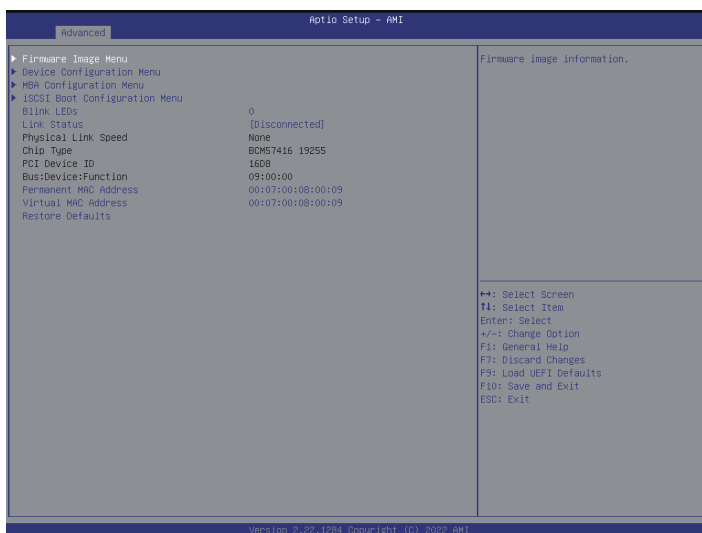 Aptio Setup – AMI
Advanced
Firmware Image Menu
Device Configuration Menu
MBA Configuration Menu
iSCSI Boot Configuration Menu
Blink LEDs 0
Link Status [Disconnected]
Physical Link Speed None
Chip Type BCM57416 19255
PCI Device ID 16D8
Bus:Device:Function 09:00:00
Permanent MAC Address 00:07:00:08:00:09
Virtual MAC Address 00:07:00:08:00:09
Restore Defaults
Firmware image information.
→←: Select Screen
↑↓: Select Item
Enter: Select
+/-: Change Option
F1: General Help
F7: Discard Changes
F9: Load UEFI Defaults
F10: Save and Exit
ESC: Exit
Version 2.22.1284 Copyright (C) 2022 AMI